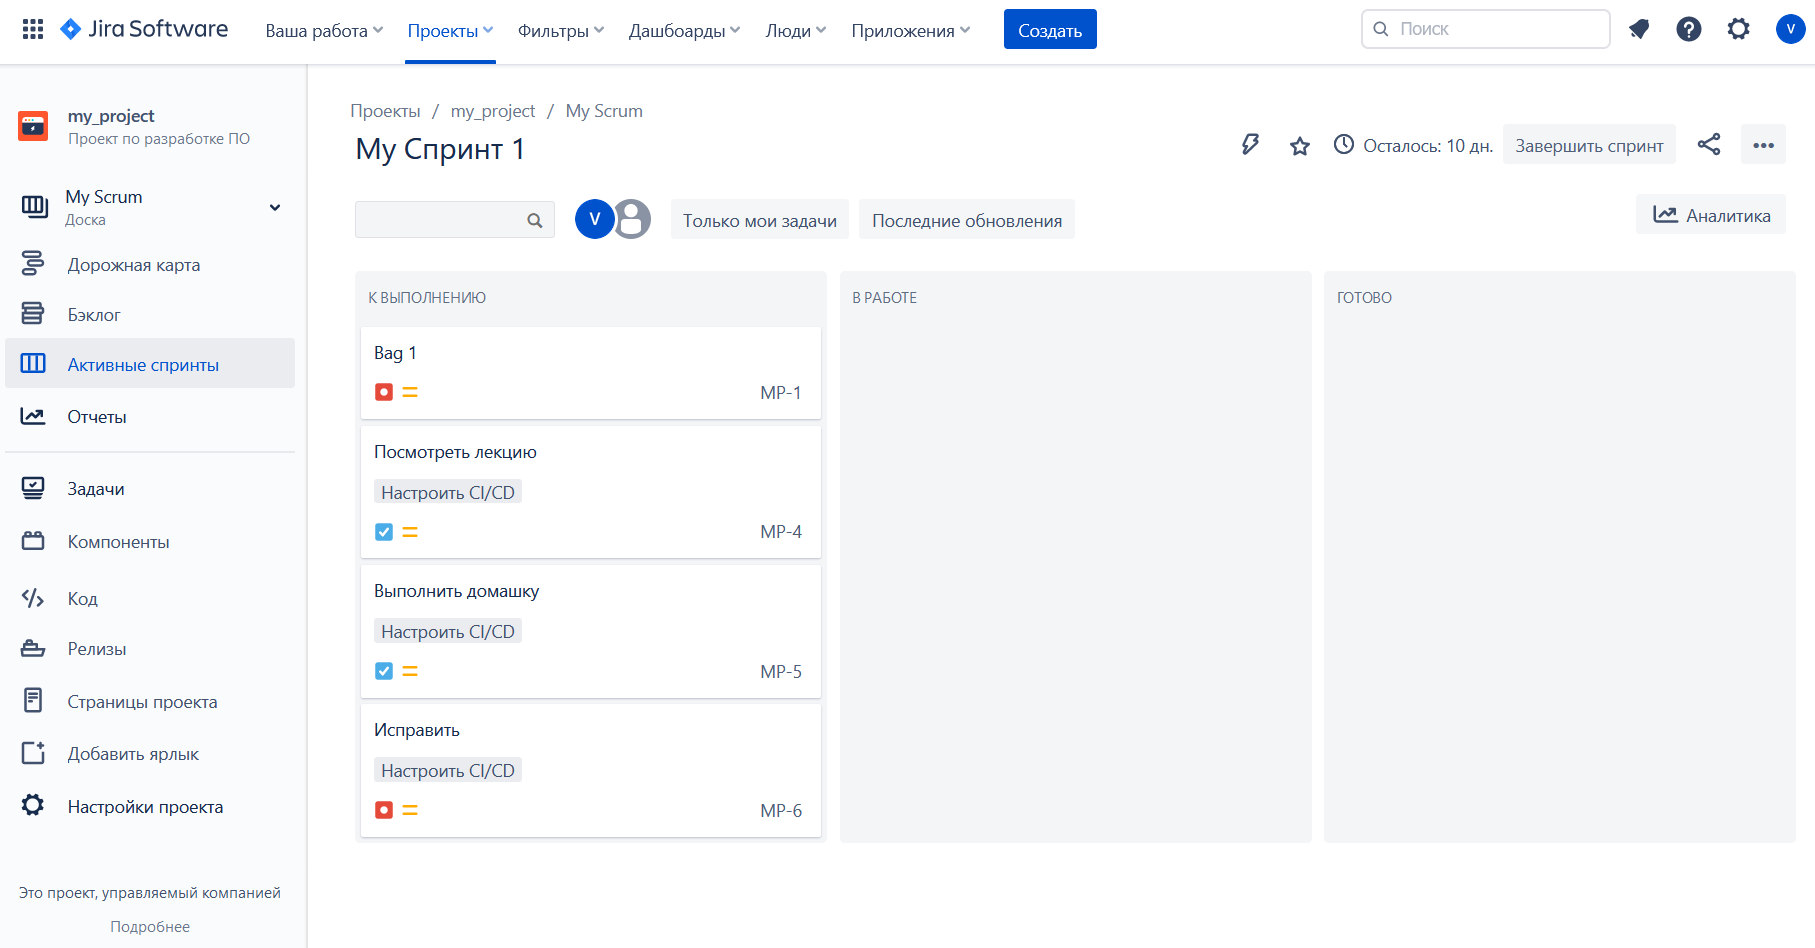 Jira Software
Ваша работа
Проекты
Фильтры
Дашборды
Люди
Приложения
Создать
Поиск
V
my_project
Проект по разработке ПО
My Scrum
Доска
Дорожная карта
Бэклог
Активные спринты
Отчеты
Задачи
Компоненты
Код
Релизы
Страницы проекта
Добавить ярлык
Настройки проекта
Это проект, управляемый компанией
Подробнее
Проекты / my_project / My Scrum
My Спринт 1
Осталось: 10 дн.
Завершить спринт
V
Только мои задачи
Последние обновления
Аналитика
К ВЫПОЛНЕНИЮ
Bag 1
MP-1
Посмотреть лекцию
Настроить CI/CD
MP-4
Выполнить домашку
Настроить CI/CD
MP-5
Исправить
Настроить CI/CD
MP-6
В РАБОТЕ
ГОТОВО